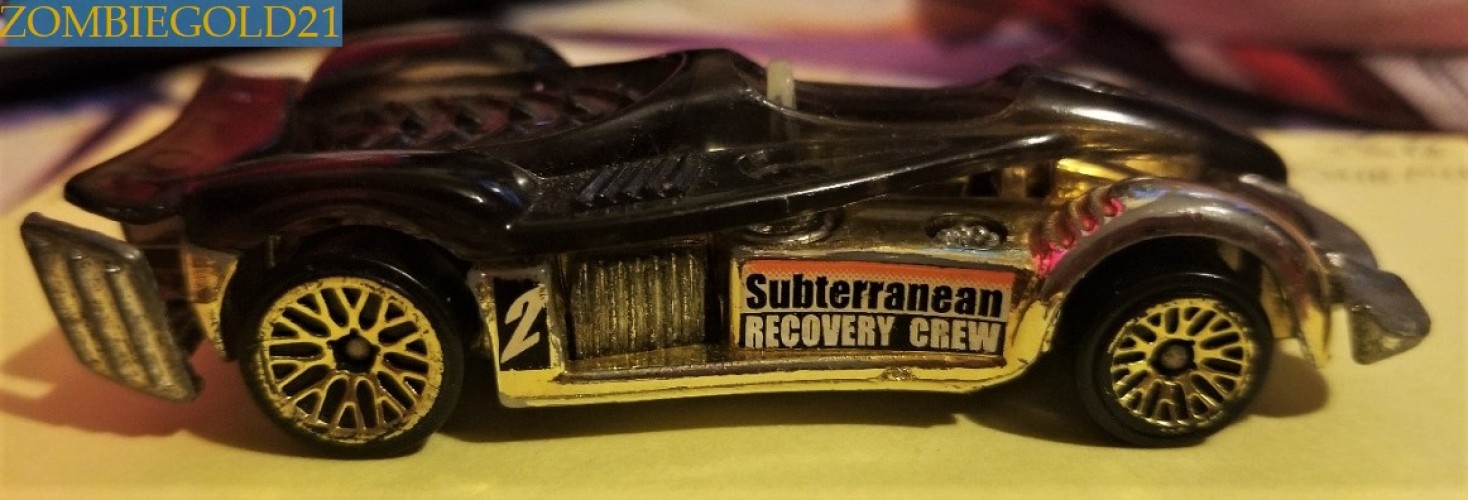 ZOMBIEGOLD21
2
Subterranean
RECOVERY CREW